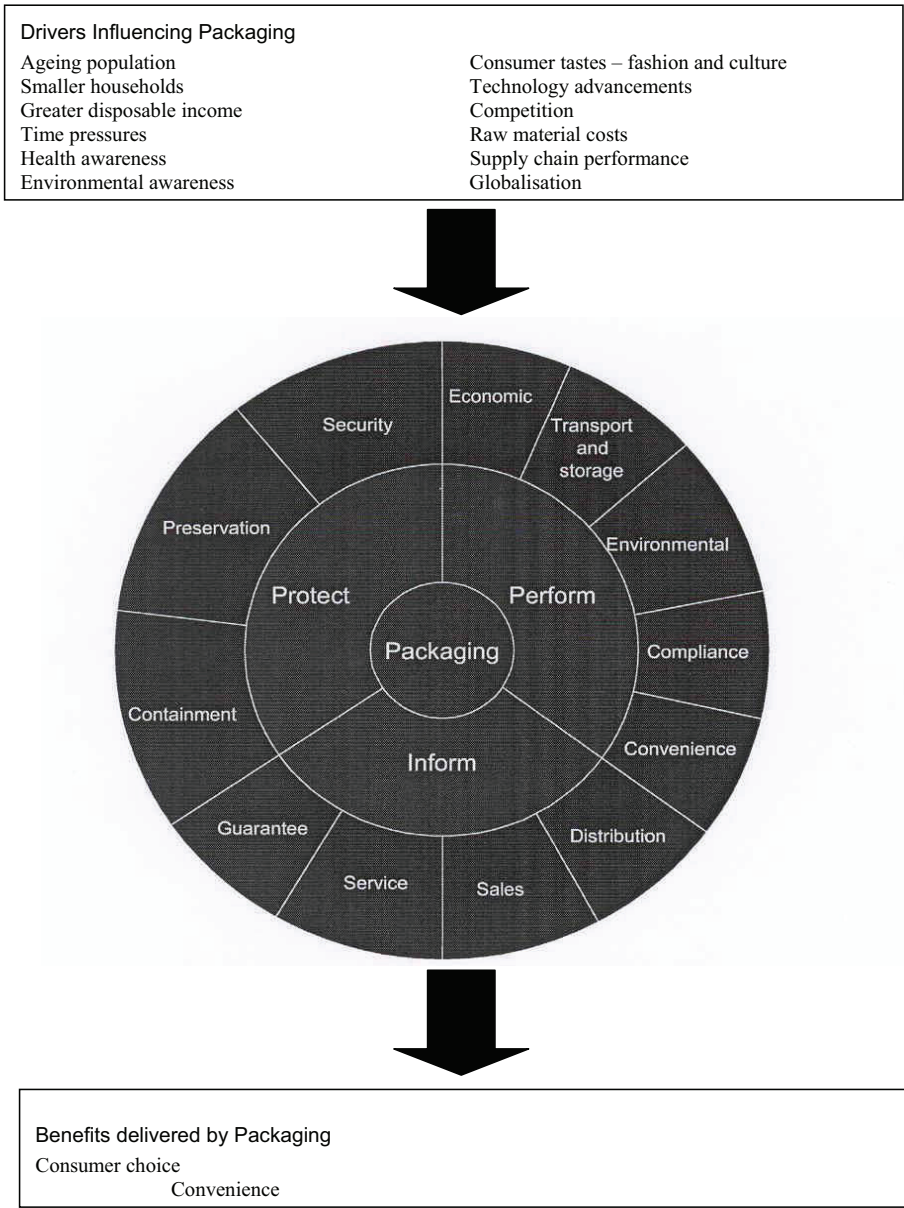 Drivers Influencing Packaging
Ageing population
Smaller households
Greater disposable income
Time pressures
Health awareness
Environmental awareness
Consumer tastes – fashion and culture
Technology advancements
Competition
Raw material costs
Supply chain performance
Globalisation
Security
Economic
Transport
and
storage
Preservation
Environmental
Protect
Perform
Packaging
Compliance
Containment
Convenience
Inform
Guarantee
Distribution
Service
Sales
Benefits delivered by Packaging
Consumer choice
Convenience